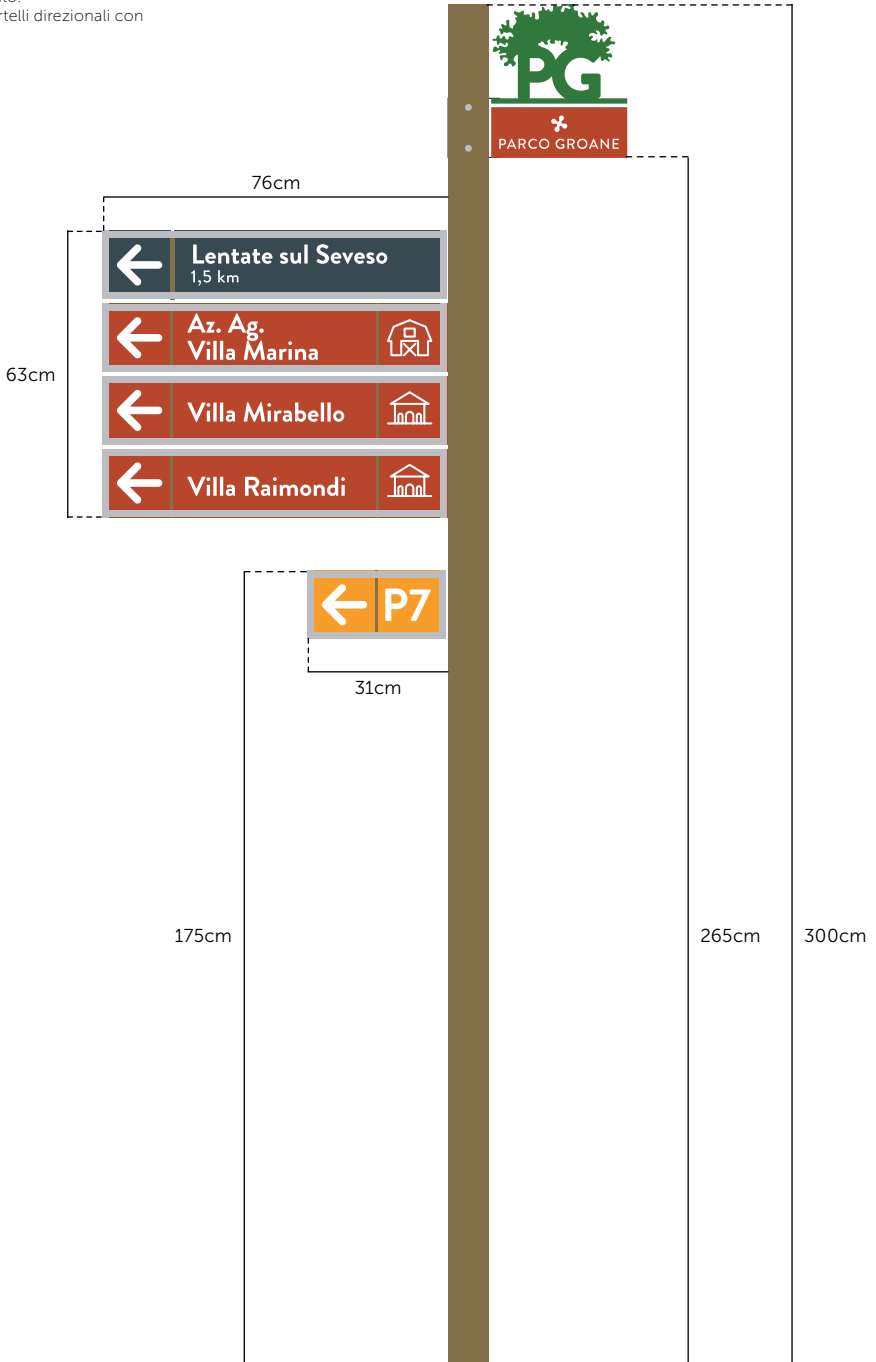 rtelli direzionali con
PG
PARCO GROANE
76cm
Lentate sul Seveso
1,5 km
Az. Ag.
Villa Marina
63cm
Villa Mirabello
Villa Raimondi
P7
31cm
175cm
265cm
300cm